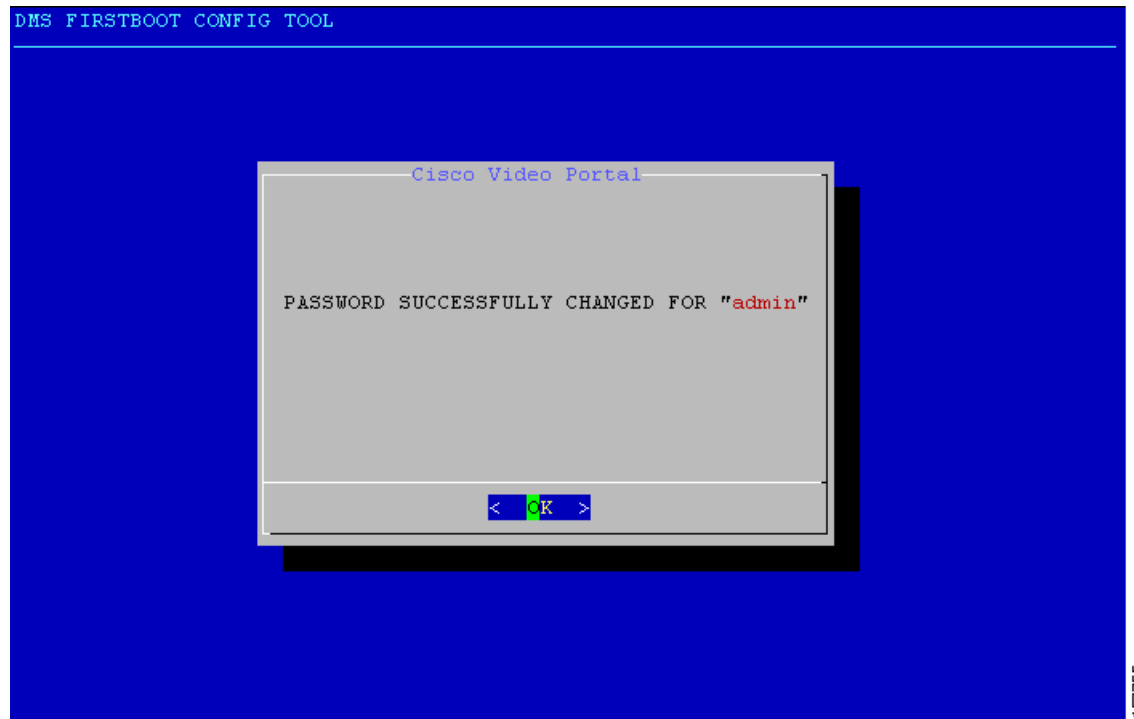 DMS FIRSTBOOT CONFIG TOOL
Cisco Video Portal
PASSWORD SUCCESSFULLY CHANGED FOR "admin"
< OK >